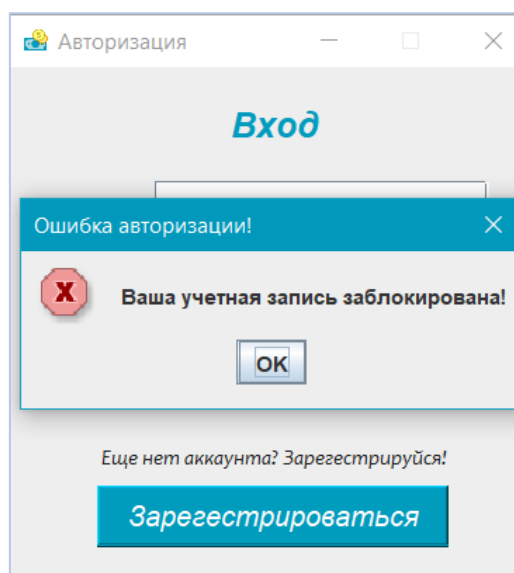 Авторизация
Вход
Ошибка авторизации!
Ваша учетная запись заблокирована!
OK
Еще нет аккаунта? Зарегестрируйся!
Зарегестрироваться